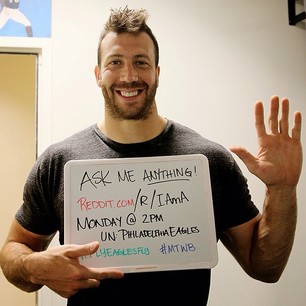 ASK ME ANYTHING!
REDDIT.COM/R/IAMA
MONDAY @ 2PM
UN: PHILADELPHIAEAGLES
FLYEAGLESFLY #MTWB